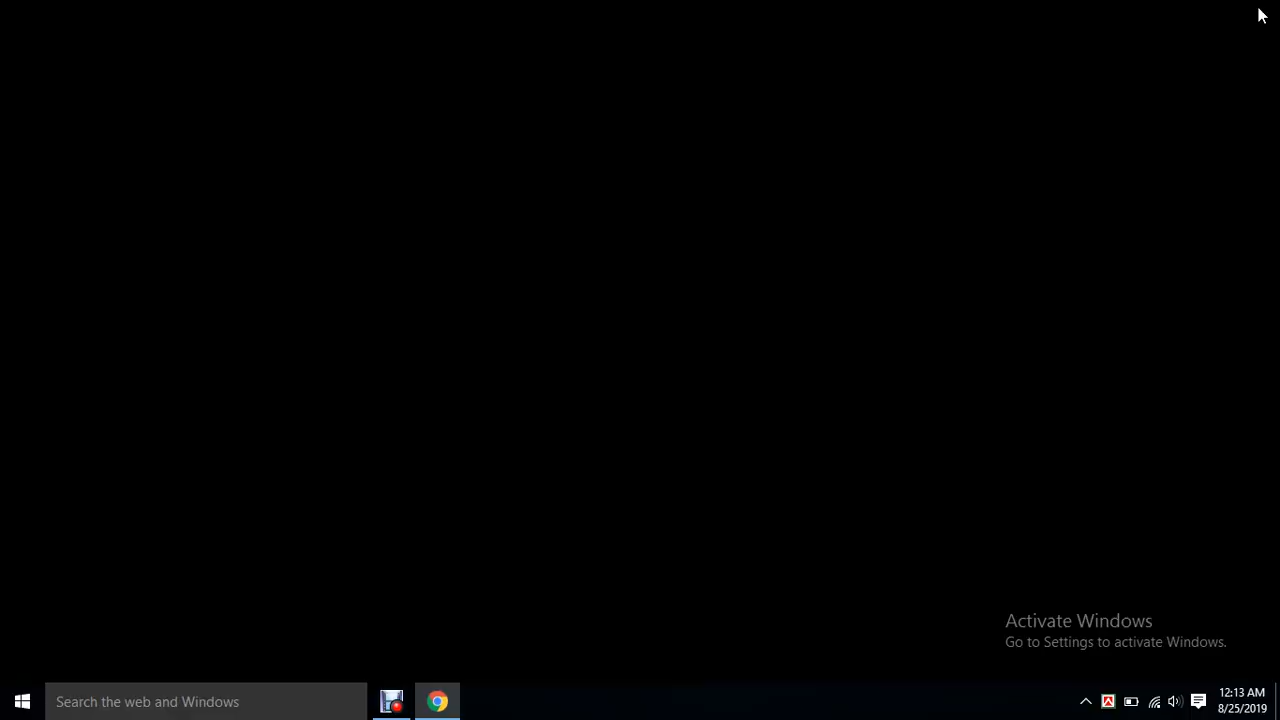 Activate Windows
Go to Settings to activate Windows.
Search the web and Windows
12:13 AM
8/25/2019